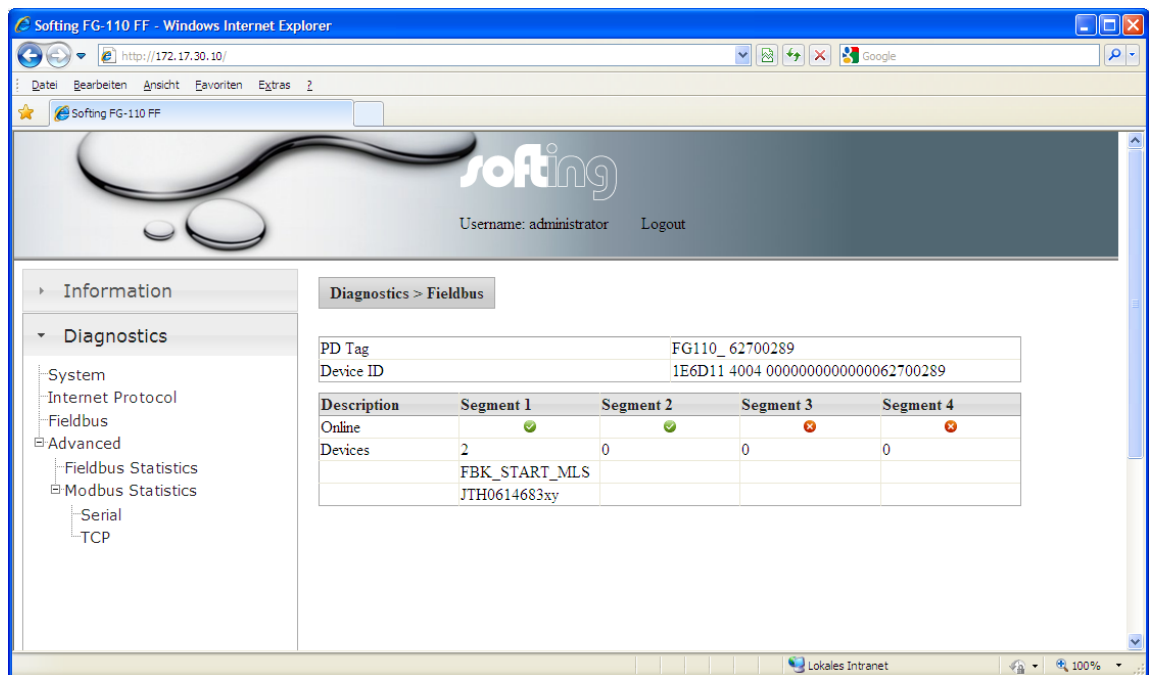 Softing FG-110 FF - Windows Internet Explorer
http://172.17.30.10/
Google
Datei Bearbeiten Ansicht Favoriten Extras ?
Softing FG-110 FF
softing
Username: administrator Logout
Information
Diagnostics
System
Internet Protocol
Fieldbus
Advanced
Fieldbus Statistics
Modbus Statistics
Serial
TCP
Diagnostics > Fieldbus
PD Tag FG110_ 62700289
Device ID 1E6D11 4004 0000000000000062700289
Description Segment 1 Segment 2 Segment 3 Segment 4
Online
Devices 2 0 0 0
FBK_START_MLS
JTH0614683xy
Lokales Intranet 100%